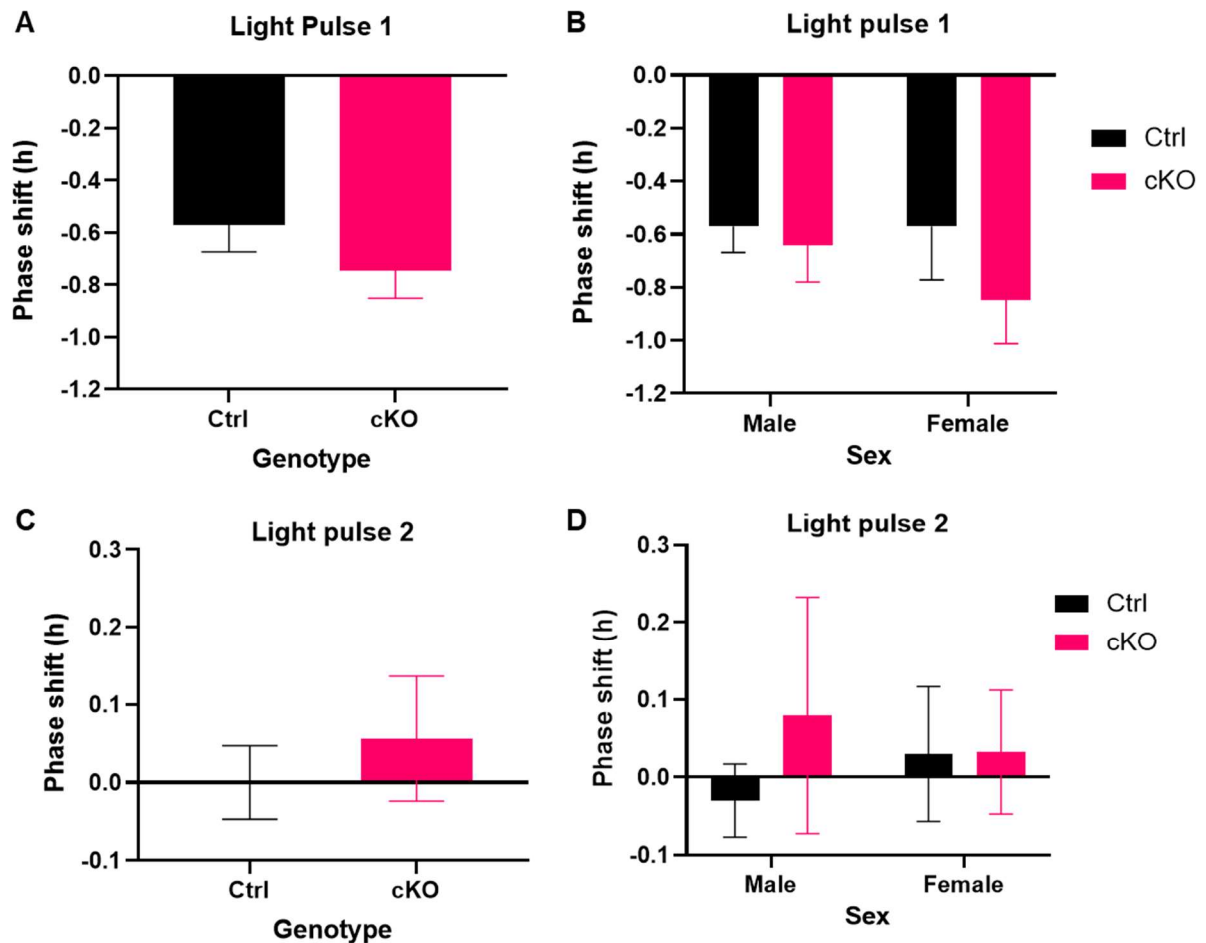 A
Light Pulse 1
Phase shift (h)
0.0
-0.2
-0.4
-0.6
-0.8
-1.0
-1.2
Ctrl
cKO
Genotype
B
Light pulse 1
Phase shift (h)
0.0
-0.2
-0.4
-0.6
-0.8
-1.0
-1.2
Male
Female
Sex
Ctrl
cKO
C
Light pulse 2
Phase shift (h)
0.3
0.2
0.1
0.0
-0.1
Ctrl
cKO
Genotype
D
Light pulse 2
Phase shift (h)
0.3
0.2
0.1
0.0
-0.1
Male
Female
Sex
Ctrl
cKO